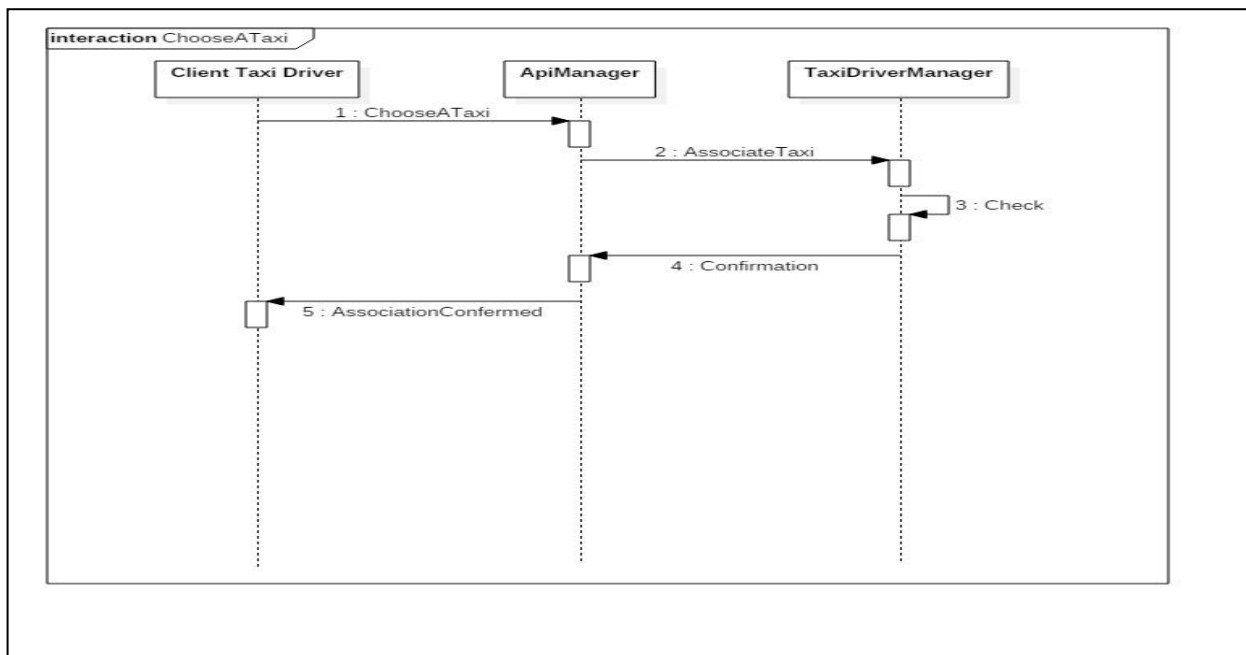 interaction ChooseATaxi
Client Taxi Driver
ApiManager
TaxiDriverManager
1 : ChooseATaxi
2 : AssociateTaxi
3 : Check
4 : Confirmation
5 : AssociationConfermed